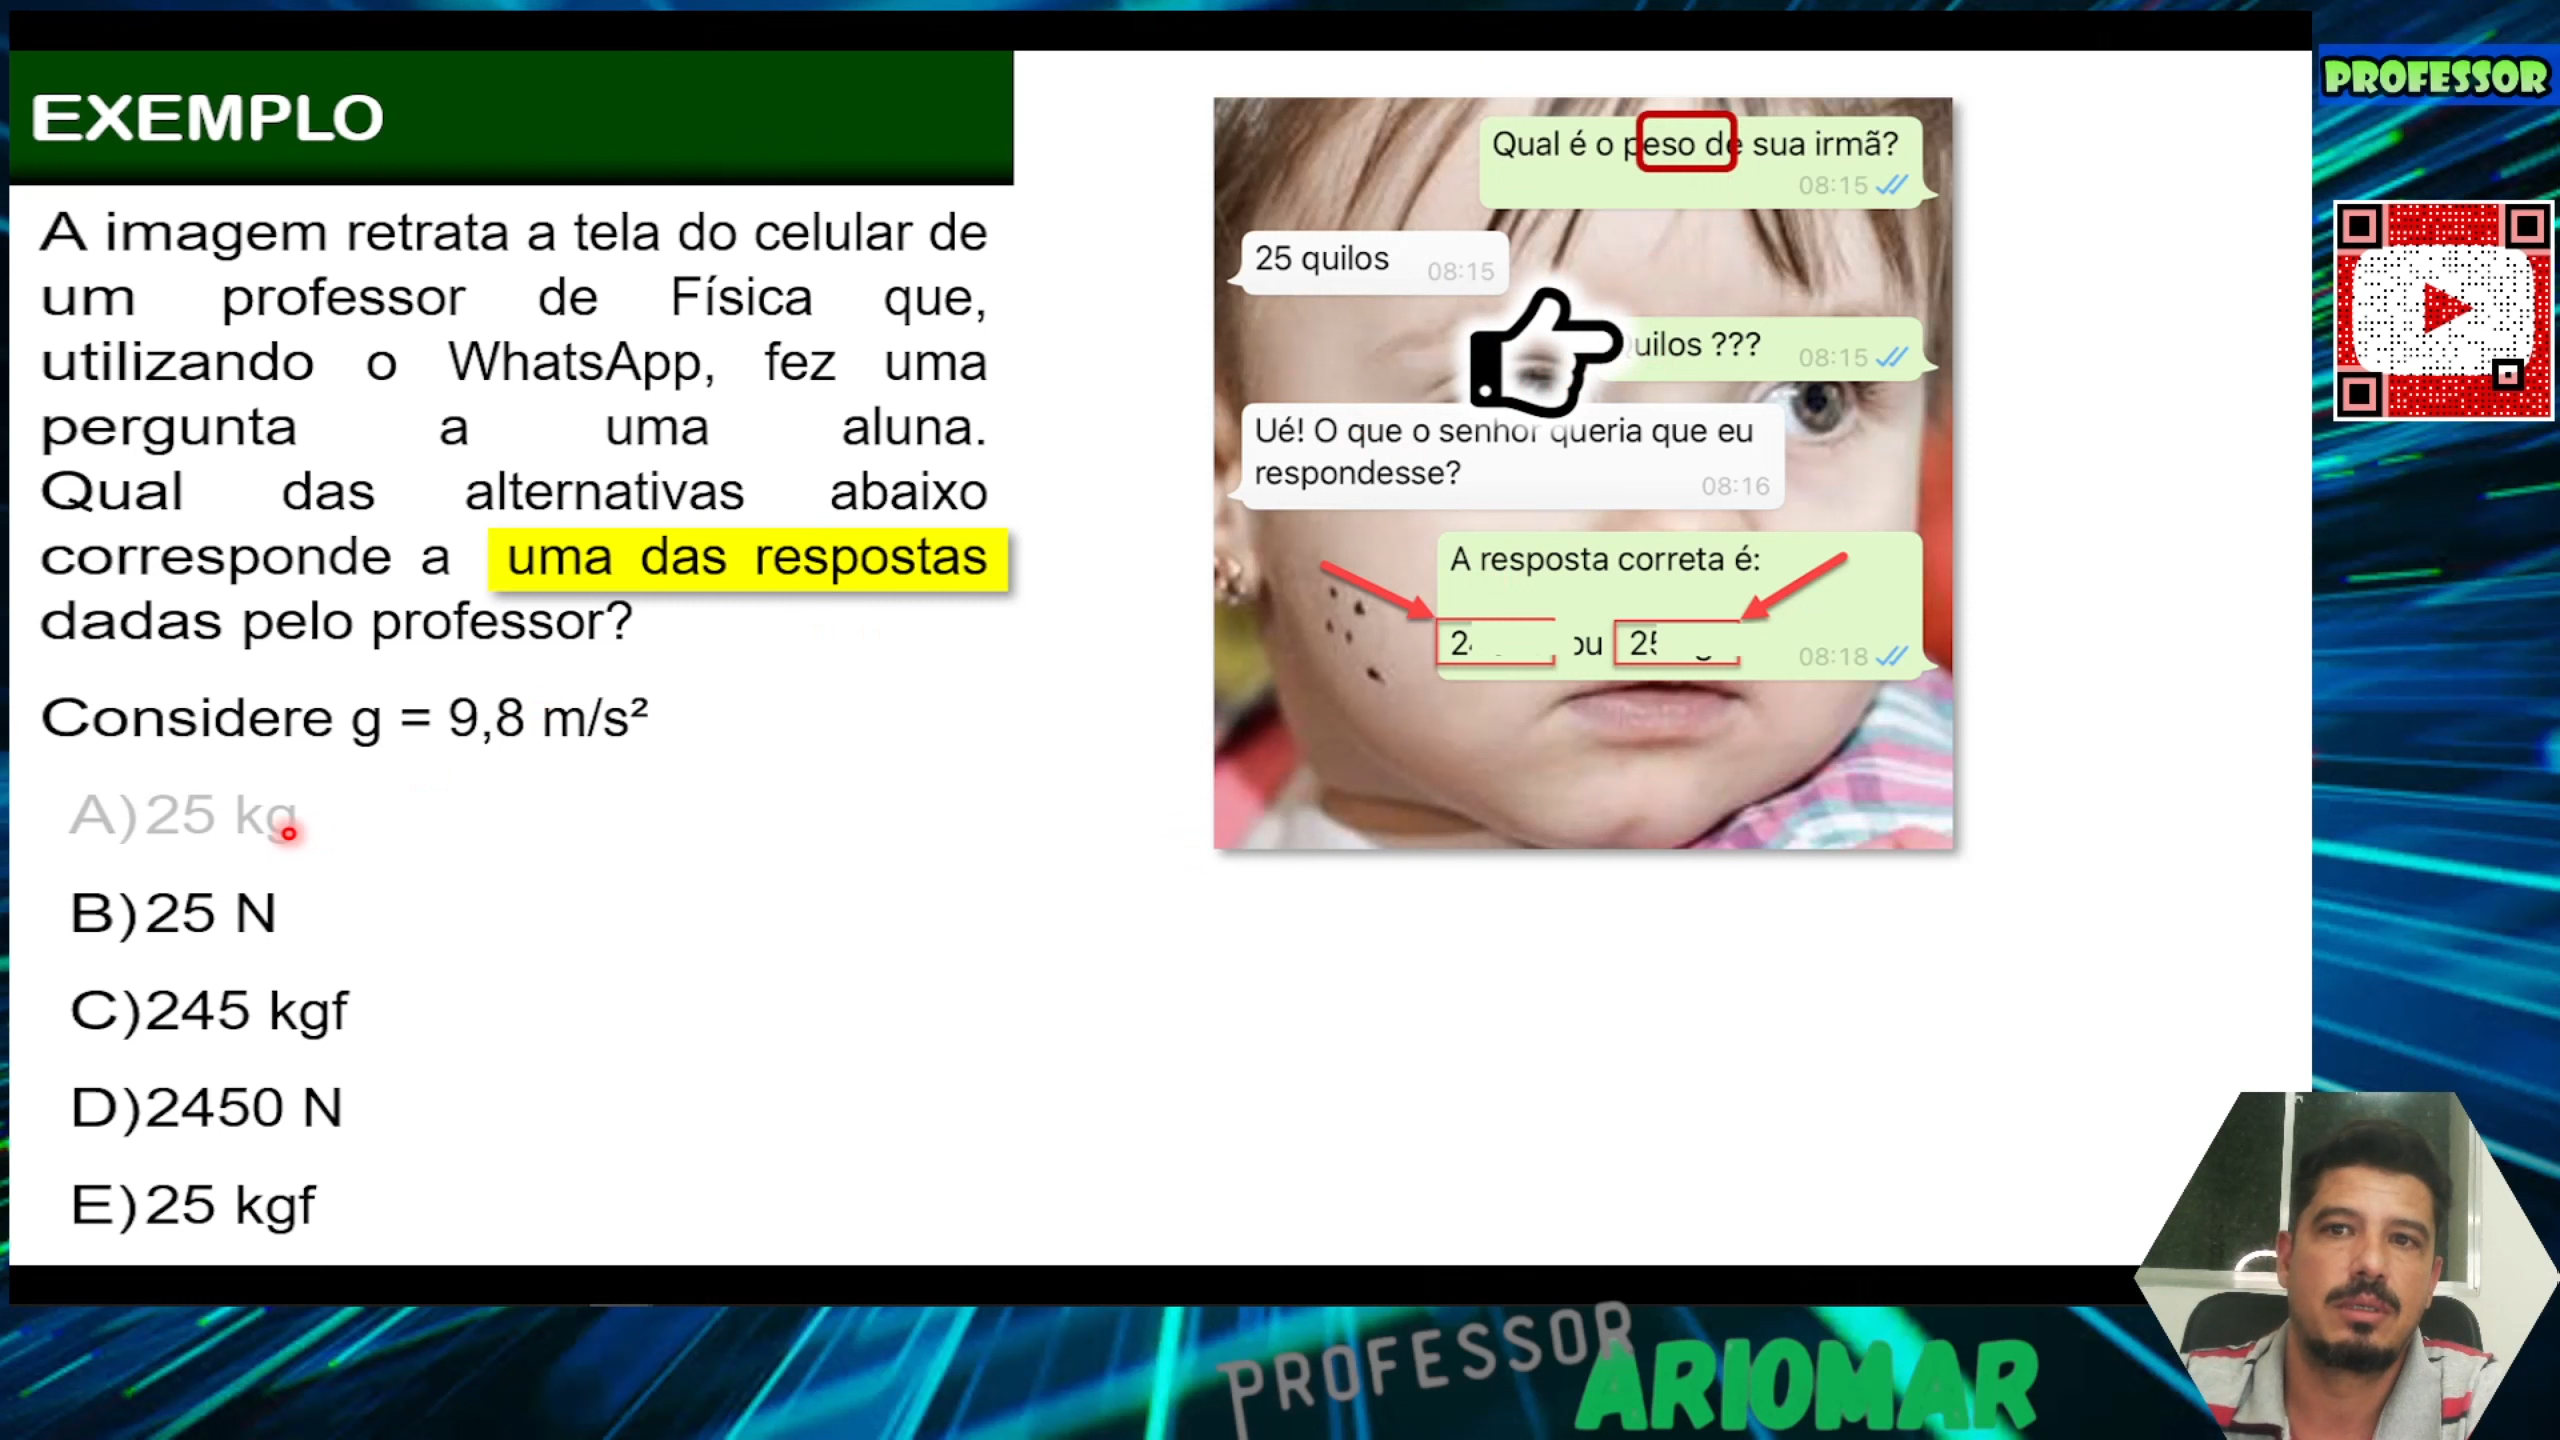 EXEMPLO
A imagem retrata a tela do celular de
um professor de Física que,
utilizando o WhatsApp, fez uma
pergunta a uma aluna.
Qual das alternativas abaixo
corresponde a uma das respostas
dadas pelo professor?
Considere g = 9,8 m/s²
A) 25 kg
B) 25 N
C) 245 kgf
D) 2450 N
E) 25 kgf
Qual é o peso de sua irmã?
08:15
25 quilos 08:15
uilos ??? 08:15
Ué! O que o senhor queria que eu
respondesse? 08:16
A resposta correta é:
ou 08:18
PROFESSOR
PROFESSOR
ARIOMAR